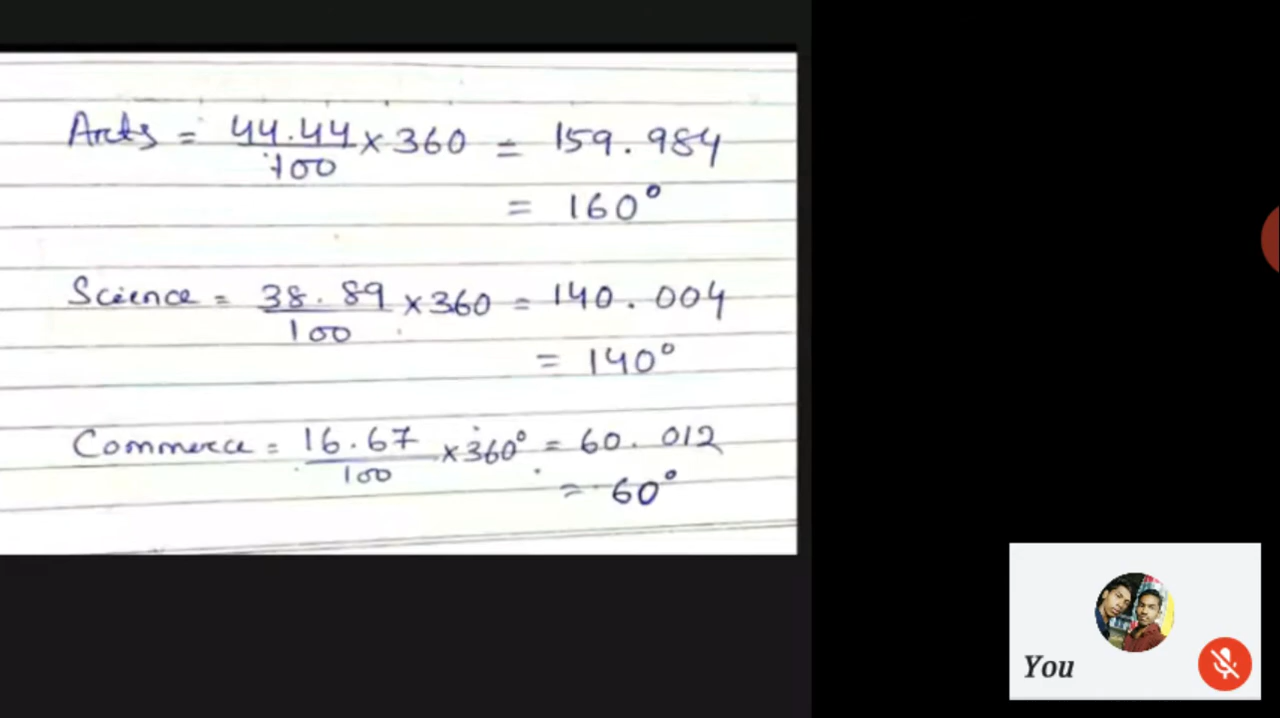 Arts = 44.44/100 x 360 = 159.984
= 160°
Science = 38.89/100 x 360 = 140.004
= 140°
Commerce = 16.67/100 x 360° = 60.012
= 60°
You